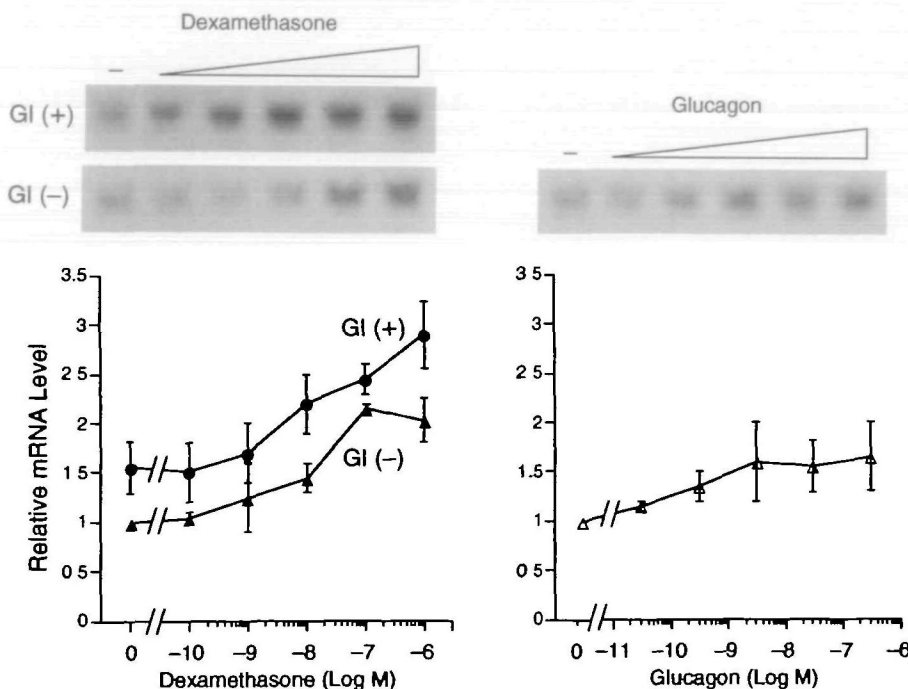 Dexamethasone
–
GI (+)
GI (–)
Glucagon
–
Relative mRNA Level
3 5
3
2 5
2
1.5
1
0 5
0
GI (+)
GI (–)
0 –10 –9 –8 –7 –6
Dexamethasone (Log M)
3 5
3
2 5
2
1.5
1
0 5
0
0 –11 –10 –9 –8 –7 –6
Glucagon (Log M)